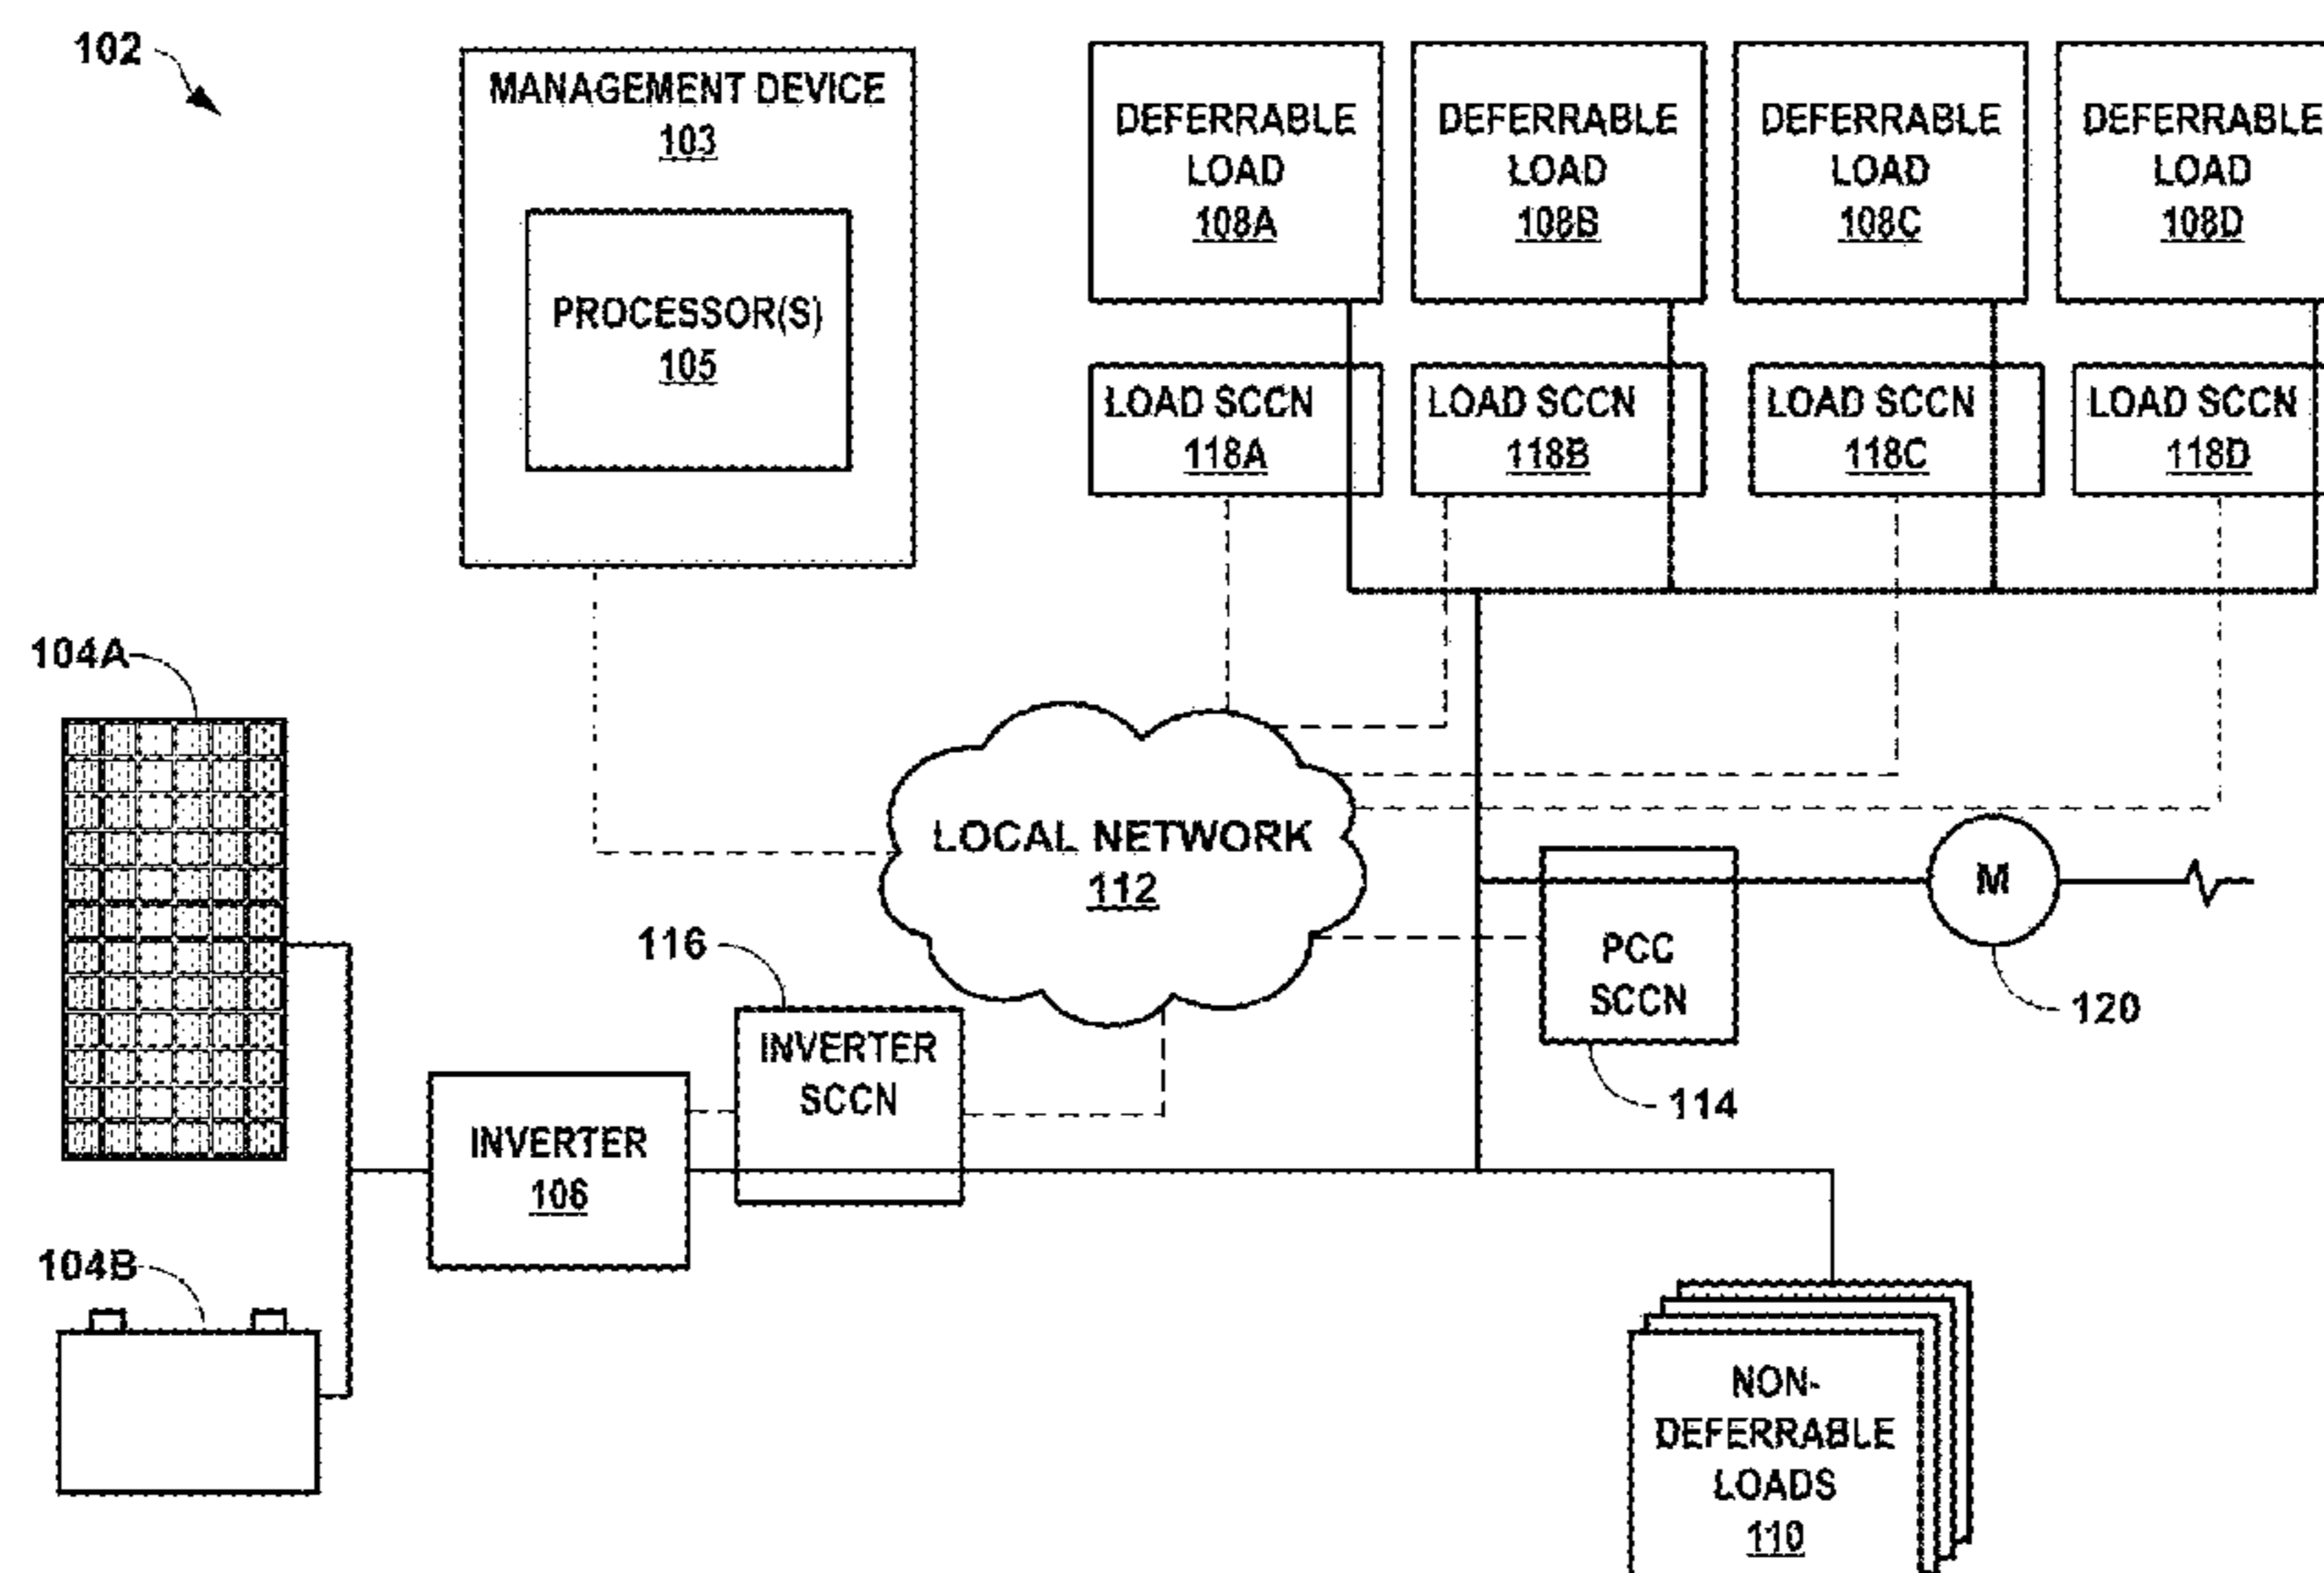 102
MANAGEMENT DEVICE
103
PROCESSOR(S)
105
DEFERRABLE
LOAD
108A
DEFERRABLE
LOAD
108B
DEFERRABLE
LOAD
108C
DEFERRABLE
LOAD
108D
LOAD SCCN
118A
LOAD SCCN
118B
LOAD SCCN
118C
LOAD SCCN
118D
104A
LOCAL NETWORK
112
M
120
116
INVERTER
SCCN
PCC
SCCN
114
INVERTER
106
104B
NON-
DEFERRABLE
LOADS
110